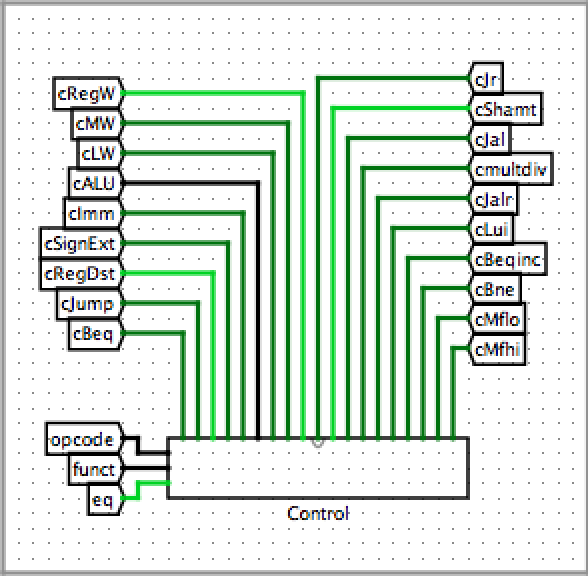 cRegW
cMW
cLW
cALU
cImm
cSignExt
cRegDst
cJump
cBeq
cJr
cShamt
cJal
cmultdiv
cJalr
cLui
cBeqinc
cBne
cMflo
cMfhi
opcode
funct
eq
Control